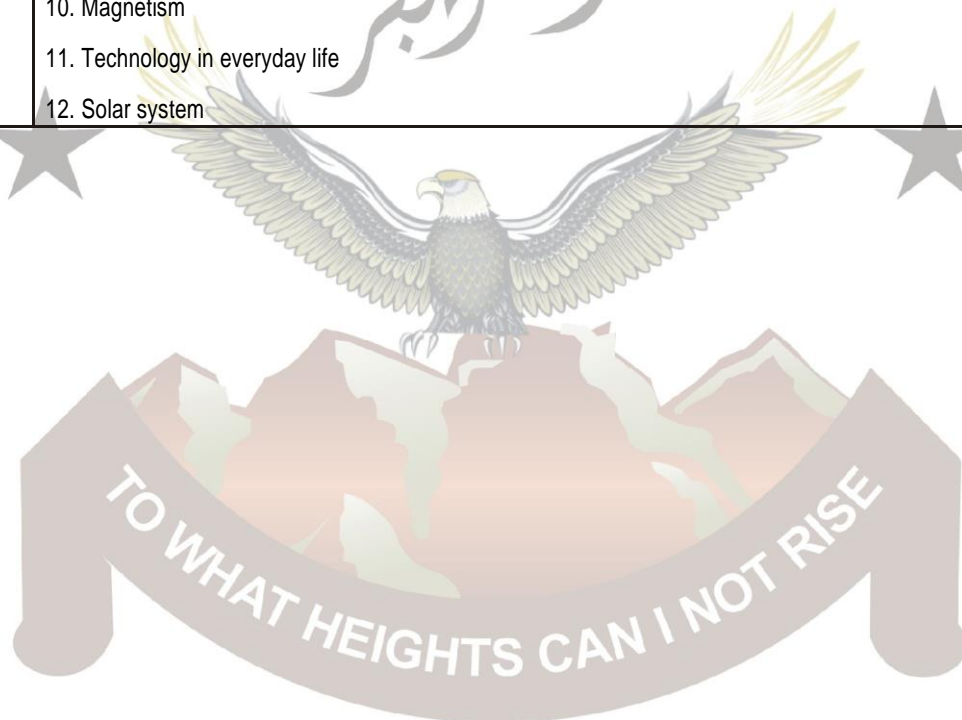 10. Magnetism
11. Technology in everyday life
12. Solar system
TO WHAT HEIGHTS CAN I NOT RISE